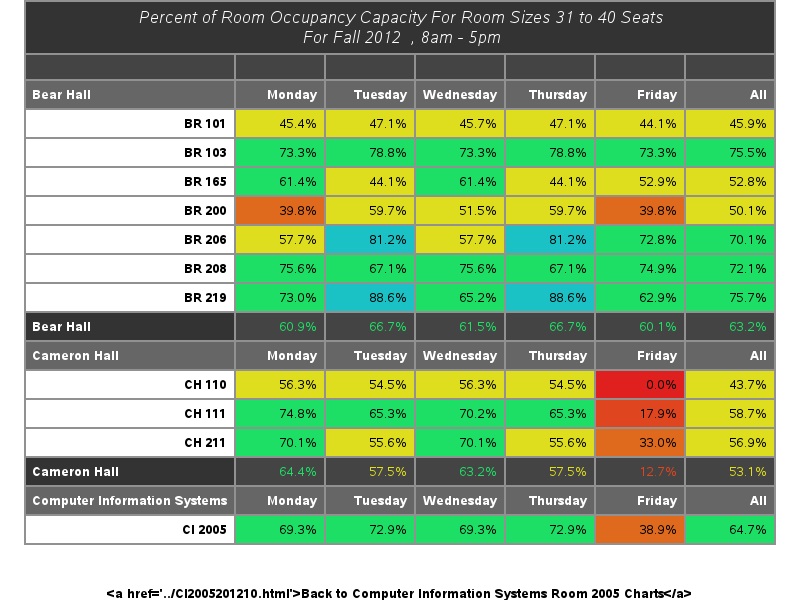 Percent of Room Occupancy Capacity For Room Sizes 31 to 40 Seats
For Fall 2012 , 8am - 5pm
Bear Hall Monday Tuesday Wednesday Thursday Friday All
BR 101 45.4% 47.1% 45.7% 47.1% 44.1% 45.9%
BR 103 73.3% 78.8% 73.3% 78.8% 73.3% 75.5%
BR 165 61.4% 44.1% 61.4% 44.1% 52.9% 52.8%
BR 200 39.8% 59.7% 51.5% 59.7% 39.8% 50.1%
BR 206 57.7% 81.2% 57.7% 81.2% 72.8% 70.1%
BR 208 75.6% 67.1% 75.6% 67.1% 74.9% 72.1%
BR 219 73.0% 88.6% 65.2% 88.6% 62.9% 75.7%
Bear Hall 60.9% 66.7% 61.5% 66.7% 60.1% 63.2%
Cameron Hall Monday Tuesday Wednesday Thursday Friday All
CH 110 56.3% 54.5% 56.3% 54.5% 0.0% 43.7%
CH 111 74.8% 65.3% 70.2% 65.3% 17.9% 58.7%
CH 211 70.1% 55.6% 70.1% 55.6% 33.0% 56.9%
Cameron Hall 64.4% 57.5% 63.2% 57.5% 12.7% 53.1%
Computer Information Systems Monday Tuesday Wednesday Thursday Friday All
CI 2005 69.3% 72.9% 69.3% 72.9% 38.9% 64.7%
&lt;a href='../CI2005201210.html'&gt;Back to Computer Information Systems Room 2005 Charts&lt;/a&gt;